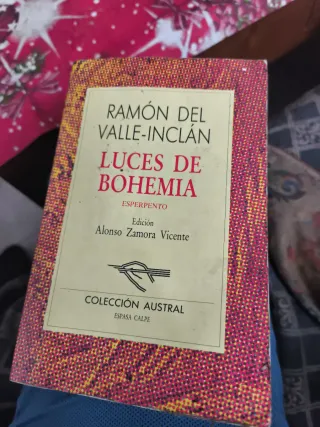 RAMÓN DEL
VALLE-INCLÁN
LUCES DE
BOHEMIA
ESPERPENTO
Edición
Alonso Zamora Vicente
COLECCIÓN AUSTRAL
ESPASA CALPE